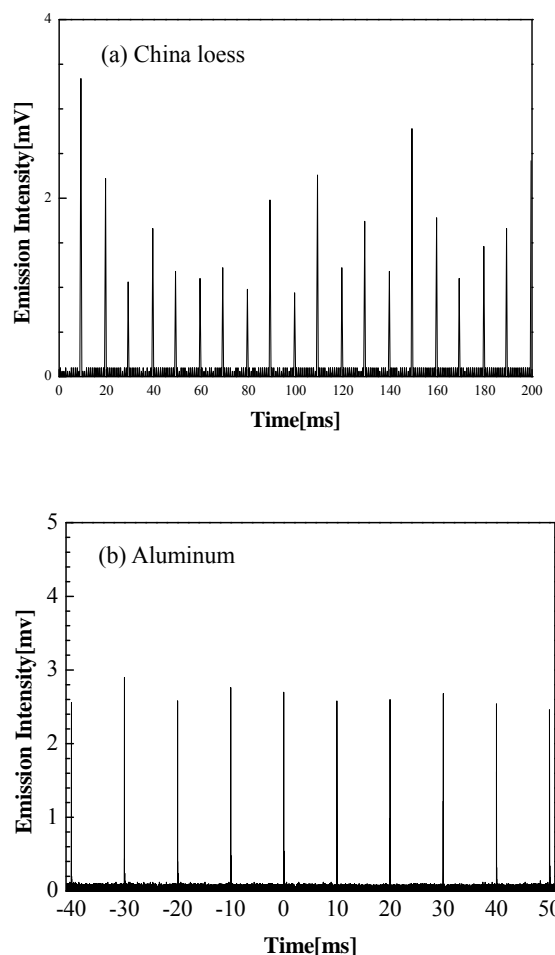 4
(a) China loess
2
0
Emission Intensity[mV]
0 20 40 60 80 100 120 140 160 180 200
Time[ms]
5
(b) Aluminum
4
3
2
1
0
Emission Intensity[mv]
-40 -30 -20 -10 0 10 20 30 40 50
Time[ms]